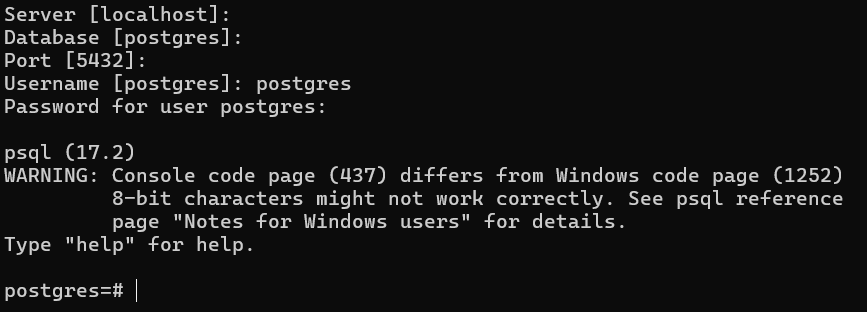 Server [localhost]:
Database [postgres]:
Port [5432]:
Username [postgres]: postgres
Password for user postgres:

psql (17.2)
WARNING: Console code page (437) differs from Windows code page (1252)
         8-bit characters might not work correctly. See psql reference
         page "Notes for Windows users" for details.
Type "help" for help.

postgres=#